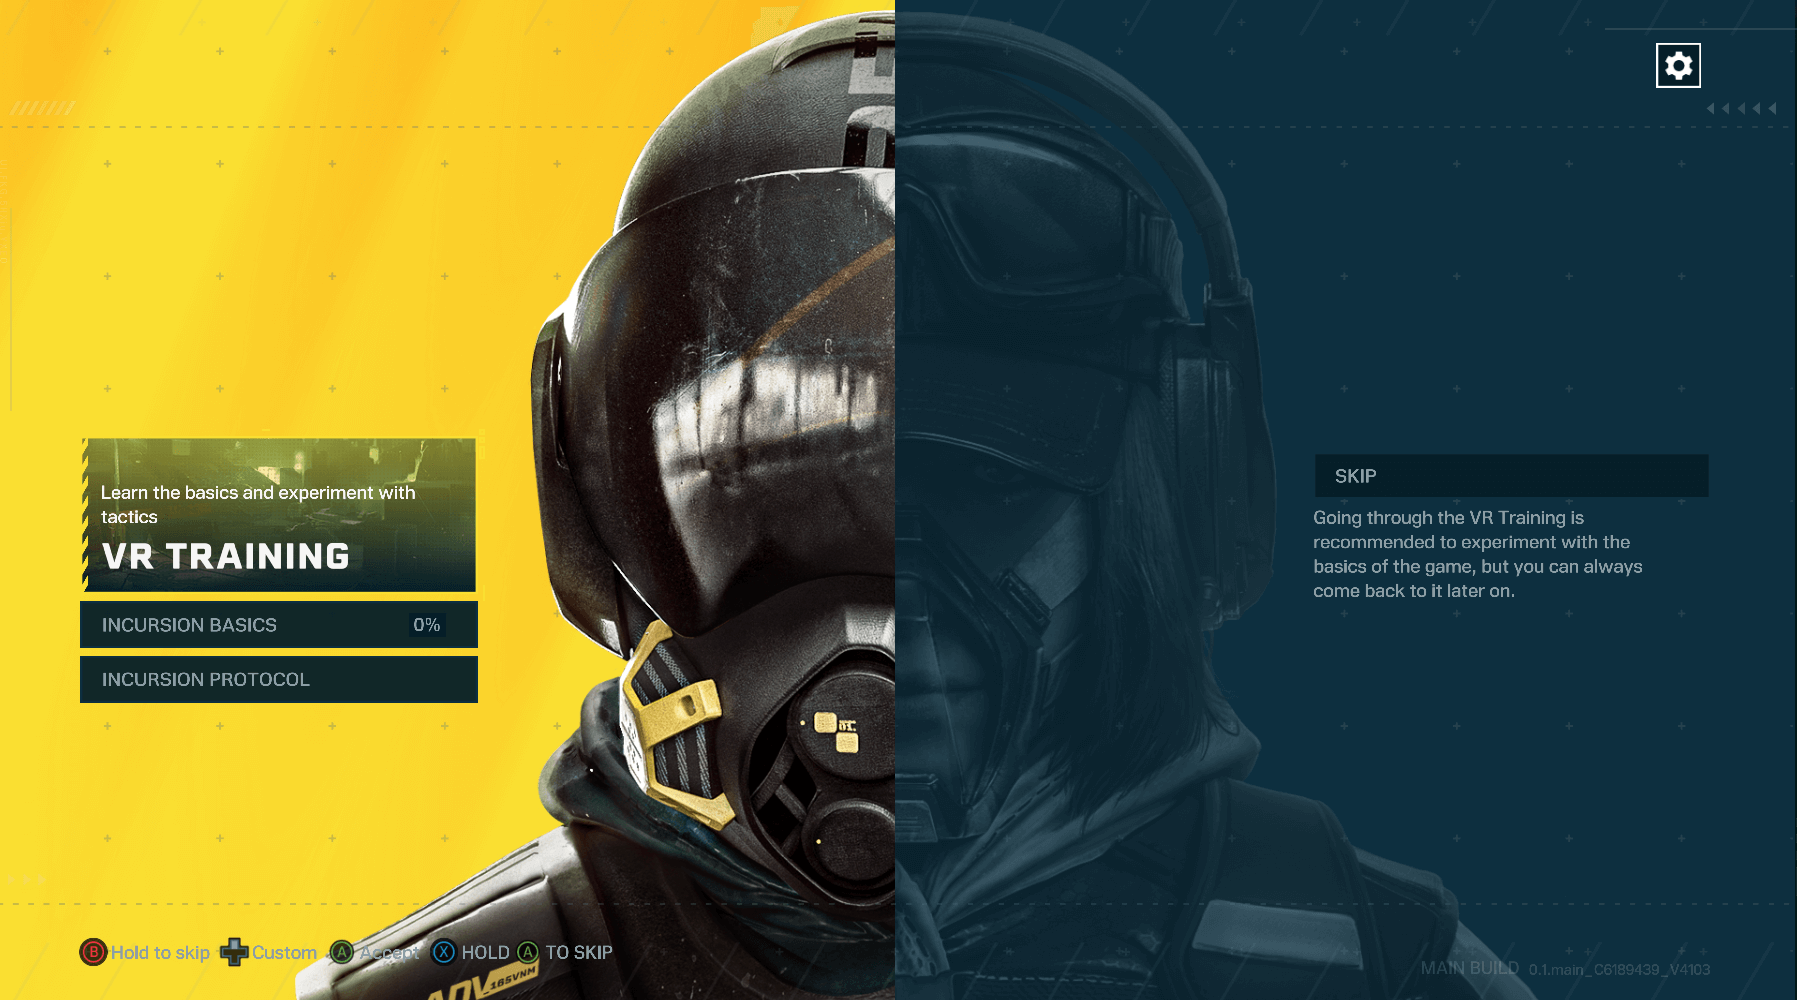 Learn the basics and experiment with
tactics
VR TRAINING
INCURSION BASICS 0%
INCURSION PROTOCOL
SKIP
Going through the VR Training is
recommended to experiment with the
basics of the game, but you can always
come back to it later on.
B Hold to skip Custom A Accept X HOLD A TO SKIP
ADV_165VNM
MAIN BUILD 0.1.main_C6189439_V4103